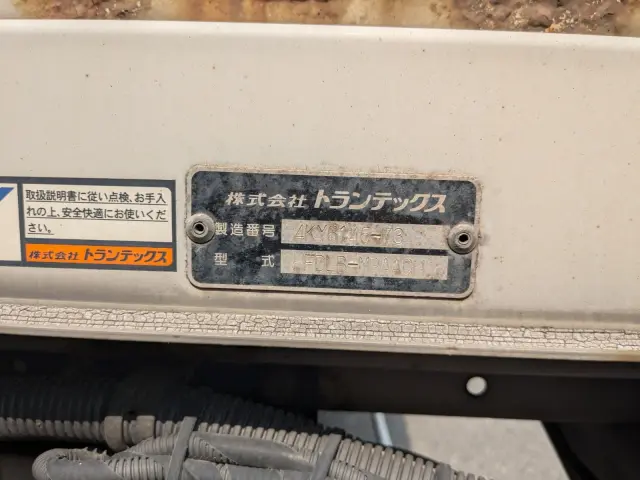 取扱説明書に従い点検、お手入
れの上、安全快適にお使いくだ
さい。
株式会社 トランテックス
株式会社 トランテックス
製造番号
型式